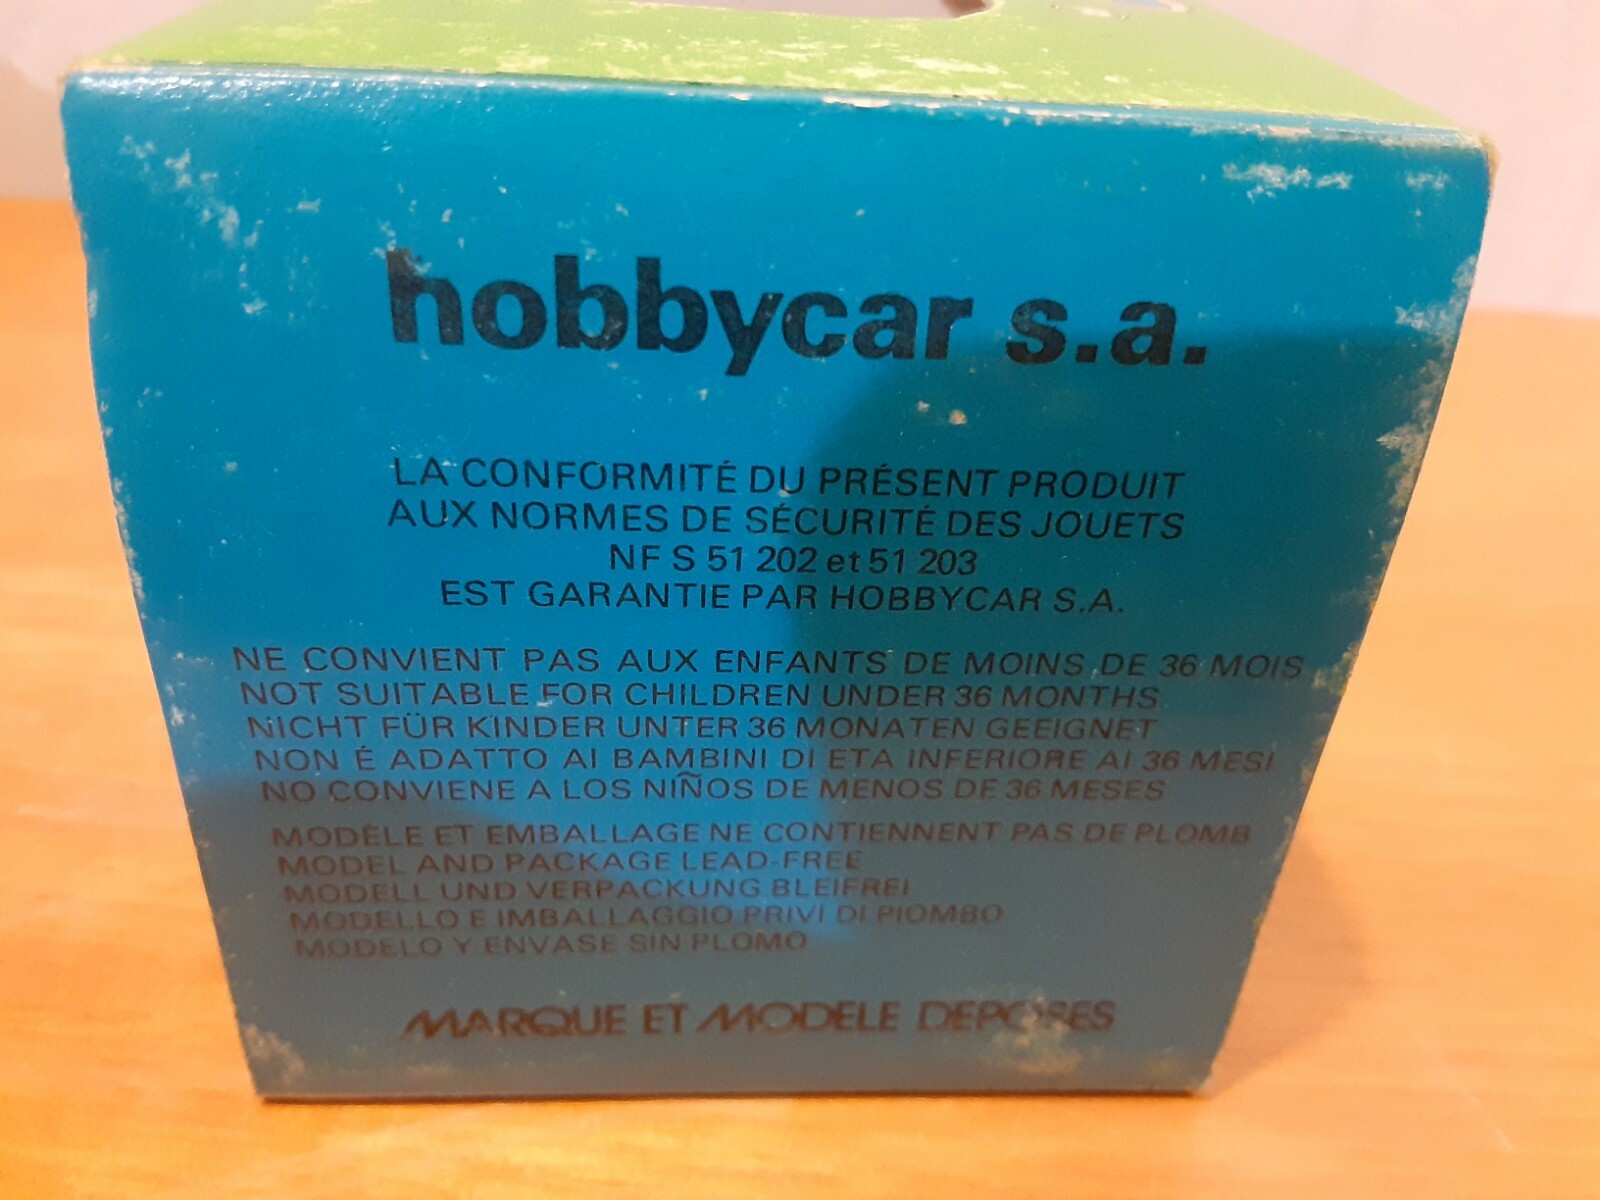 hobbycar s.a.
LA CONFORMITÉ DU PRÉSENT PRODUIT
AUX NORMES DE SÉCURITÉ DES JOUETS
NF S 51 202 et 51 203
EST GARANTIE PAR HOBBYCAR S.A.
NE CONVIENT PAS AUX ENFANTS DE MOINS DE 36 MOIS
NOT SUITABLE FOR CHILDREN UNDER 36 MONTHS
NICHT FÜR KINDER UNTER 36 MONATEN GEEIGNET
NON É ADATTO AI BAMBINI DI ETA INFERIORE AI 36 MESI
NO CONVIENE A LOS NIÑOS DE MENOS DE 36 MESES
MODÈLE ET EMBALLAGE NE CONTIENNENT PAS DE PLOMB
MODEL AND PACKAGE LEAD-FREE
MODELL UND VERPACKUNG BLEIFREI
MODELLO E IMBALLAGGIO PRIVI DI PIOMBO
MODELO Y ENVASE SIN PLOMO
MARQUE ET MODELE DEPOSES